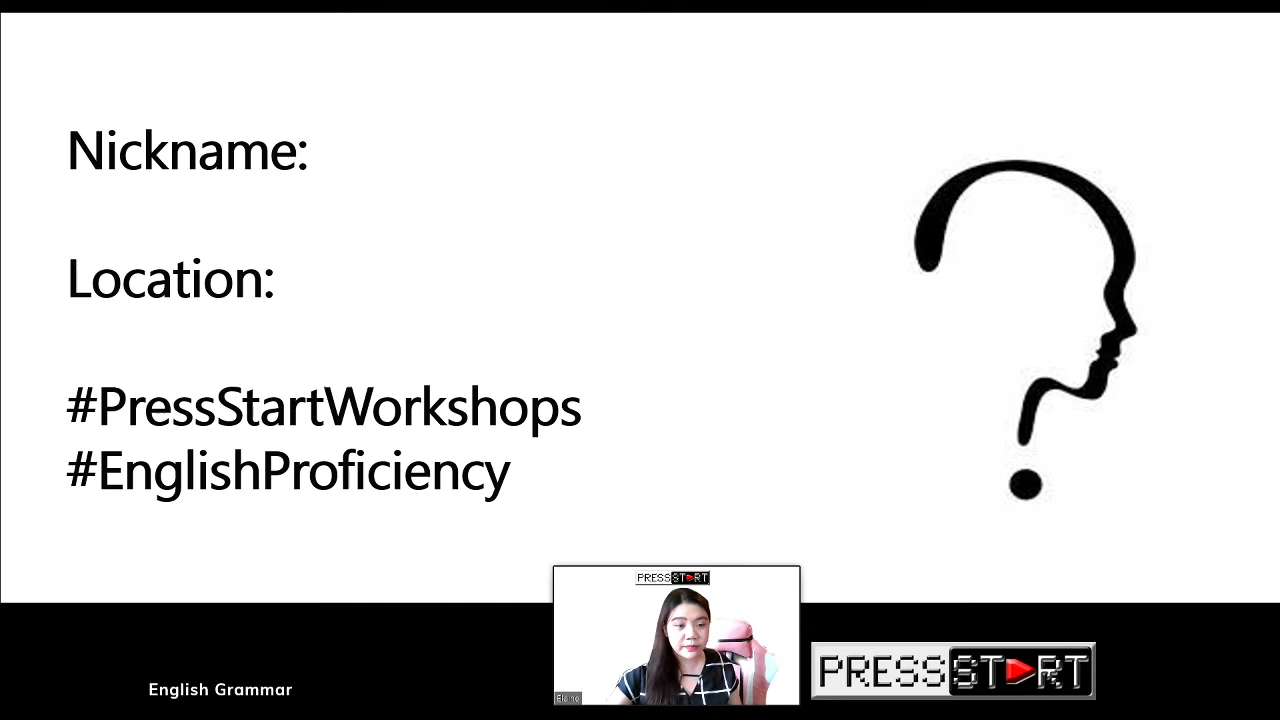 Nickname:
Location:
#PressStartWorkshops
#EnglishProficiency
PRESSSTART
English Grammar
PRESSSTART